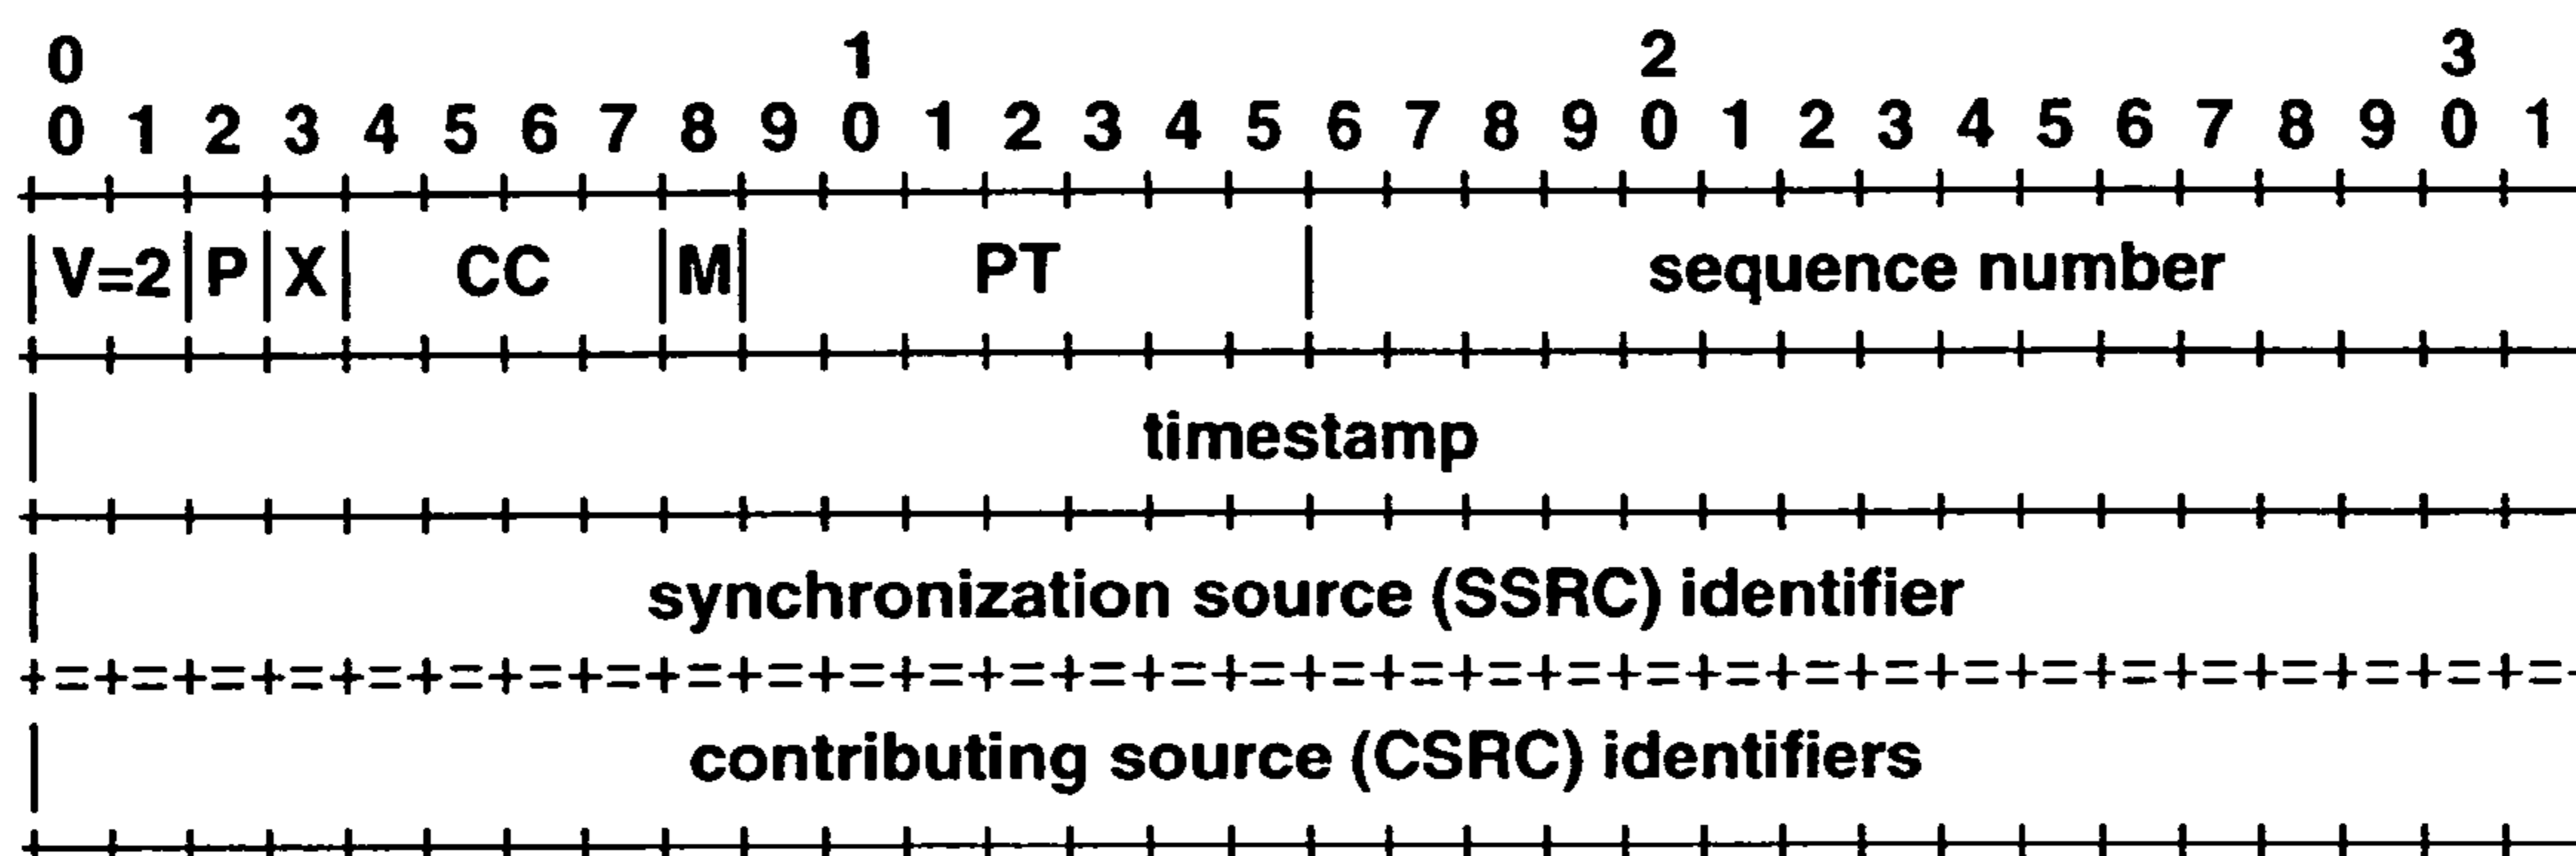 0 1 2 3
0 1 2 3 4 5 6 7 8 9 0 1 2 3 4 5 6 7 8 9 0 1 2 3 4 5 6 7 8 9 0 1
|V=2|P|X| CC |M| PT | sequence number
timestamp
synchronization source (SSRC) identifier
+=+=+=+=+=+=+=+=+=+=+=+=+=+=+=+=+=+=+=+=+=+=+=+=+=+=+=+=+=+=+=+=
contributing source (CSRC) identifiers